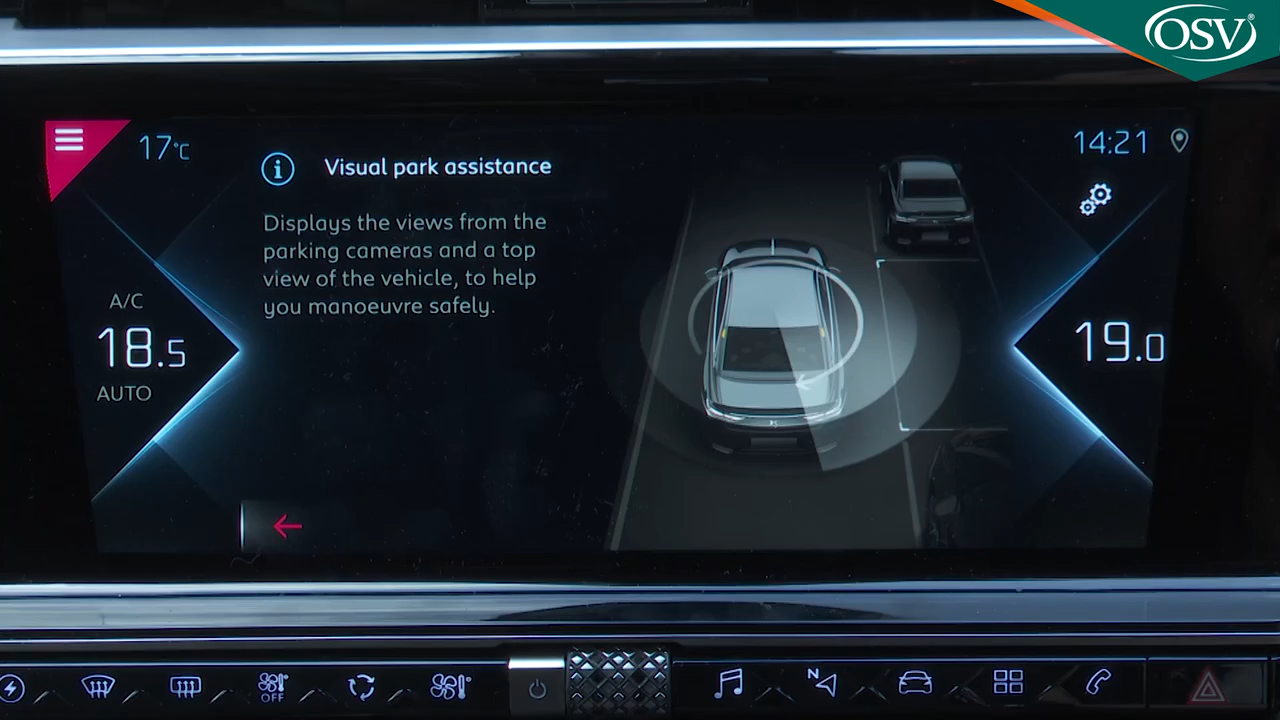 OSV®
17°C
Visual park assistance
14:21
Displays the views from the
parking cameras and a top
view of the vehicle, to help
you manoeuvre safely.
A/C
18.5
AUTO
19.0
OFF
N